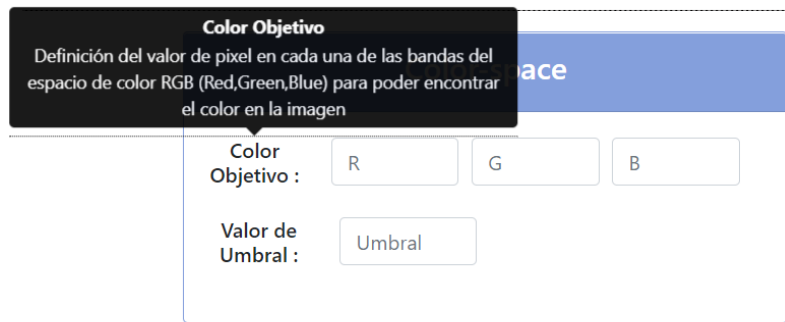 Color Objetivo
Definición del valor de pixel en cada una de las bandas del
espacio de color RGB (Red,Green,Blue) para poder encontrar
el color en la imagen
Color-space
Color
Objetivo :
R
G
B
Valor de
Umbral :
Umbral